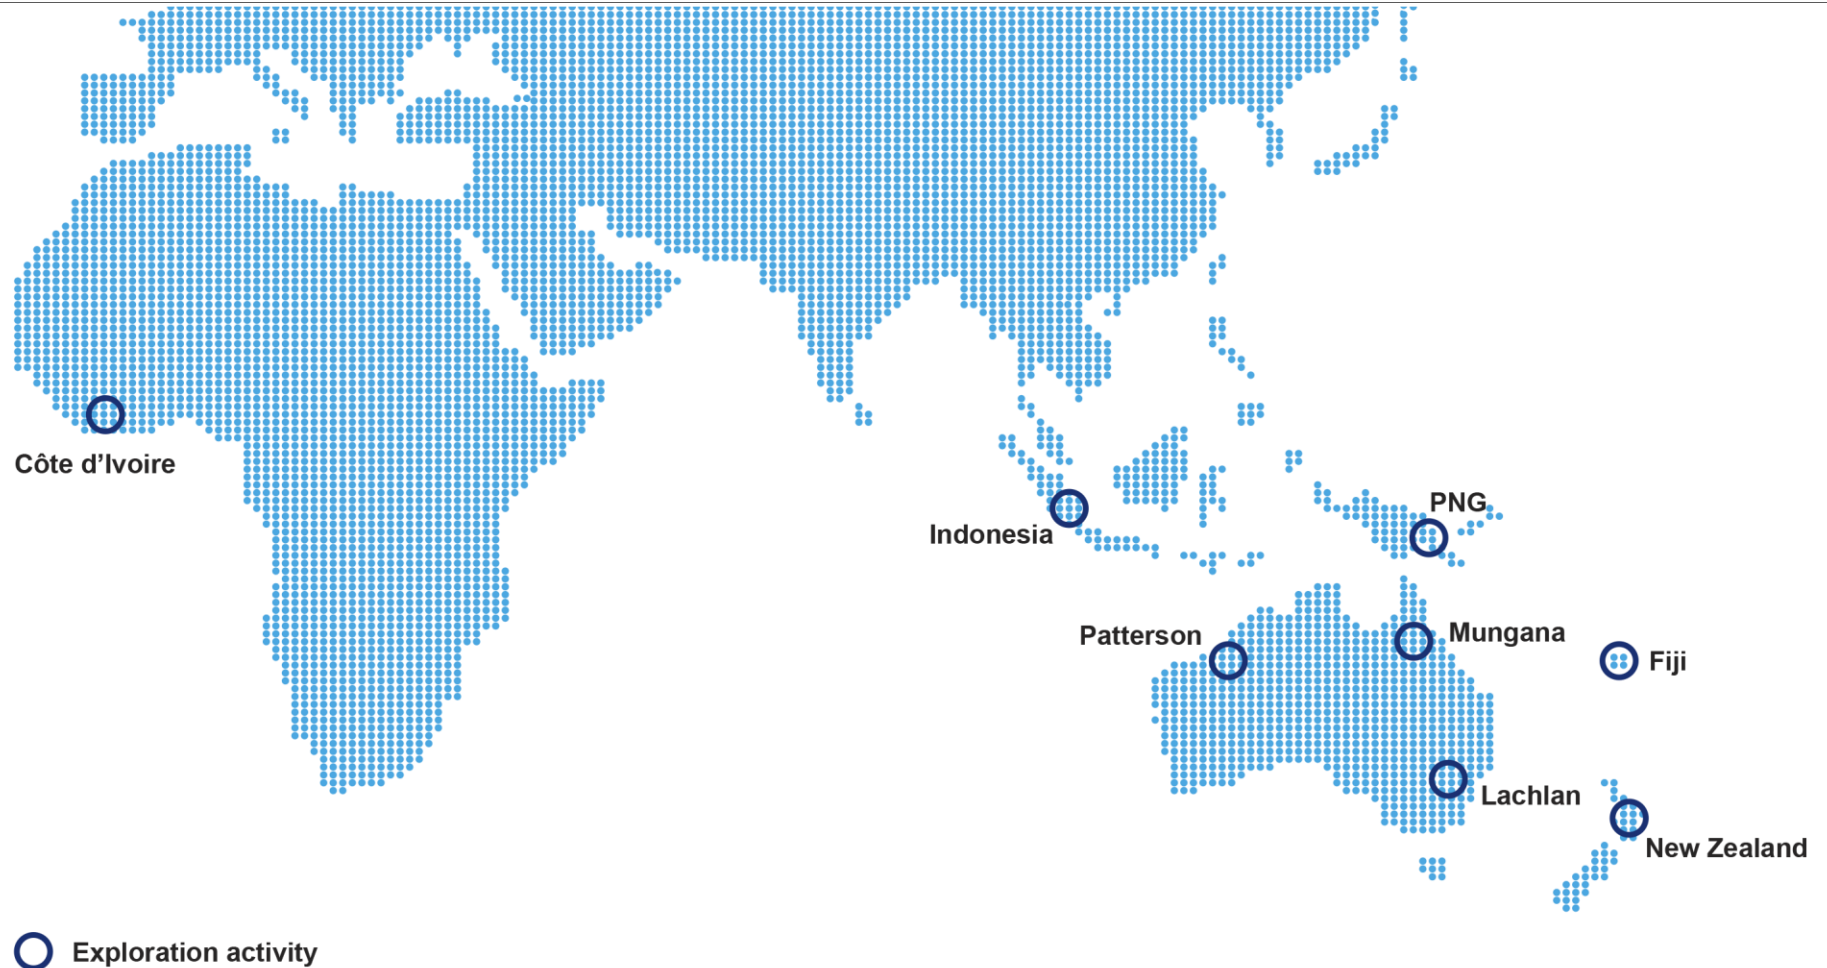 Côte d’Ivoire
PNG
Indonesia
Patterson
Mungana
Fiji
Lachlan
New Zealand
Exploration activity